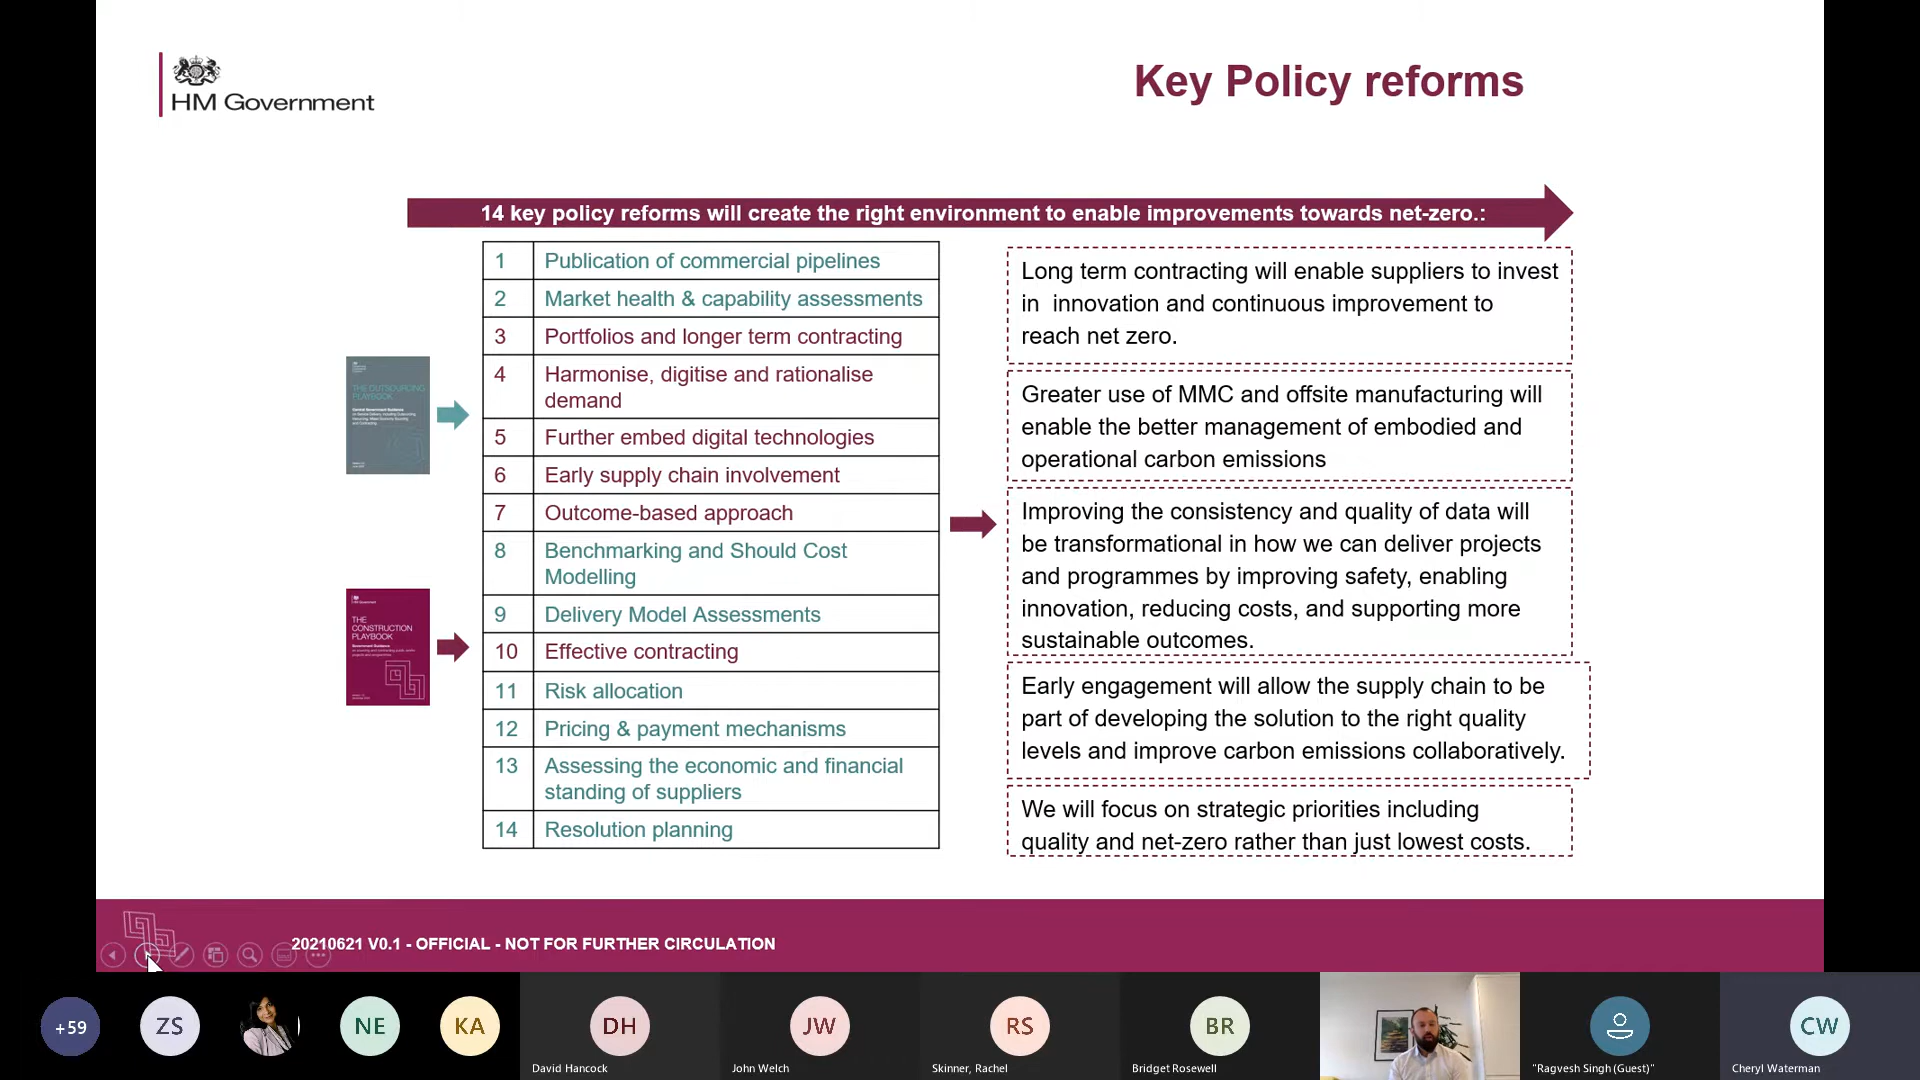 HM Government
Key Policy reforms
14 key policy reforms will create the right environment to enable improvements towards net-zero.:
1 Publication of commercial pipelines
2 Market health & capability assessments
3 Portfolios and longer term contracting
4 Harmonise, digitise and rationalise
demand
5 Further embed digital technologies
6 Early supply chain involvement
7 Outcome-based approach
8 Benchmarking and Should Cost
Modelling
9 Delivery Model Assessments
10 Effective contracting
11 Risk allocation
12 Pricing & payment mechanisms
13 Assessing the economic and financial
standing of suppliers
14 Resolution planning
THE OUTSOURCING
PLAYBOOK
THE
CONSTRUCTION
PLAYBOOK
Long term contracting will enable suppliers to invest
in  innovation and continuous improvement to
reach net zero.
Greater use of MMC and offsite manufacturing will
enable the better management of embodied and
operational carbon emissions
Improving the consistency and quality of data will
be transformational in how we can deliver projects
and programmes by improving safety, enabling
innovation, reducing costs, and supporting more
sustainable outcomes.
Early engagement will allow the supply chain to be
part of developing the solution to the right quality
levels and improve carbon emissions collaboratively.
We will focus on strategic priorities including
quality and net-zero rather than just lowest costs.
20210621 V0.1 - OFFICIAL - NOT FOR FURTHER CIRCULATION
+59
ZS
NE
KA
DH
David Hancock
JW
John Welch
RS
Skinner, Rachel
BR
Bridget Rosewell
"Ragvesh Singh (Guest)"
CW
Cheryl Waterman